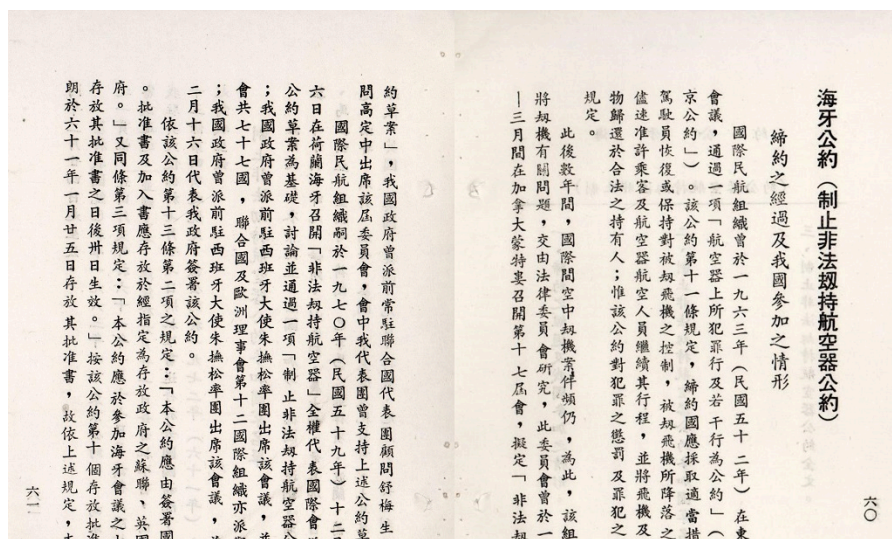 海牙公約（制止非法刼持航空器公約）
締約之經過及我國參加之情形
國際民航組織曾於一九六三年（民國五十二年）在東
會議，通過一項「航空器上所犯罪行及若干行為公約」（
京公約」）。該公約第十一條規定，締約國應採取適當措
駕駛員恢復或保持對被刼飛機之控制，被刼飛機所降落之
儘速准許乘客及航空器航空人員繼續其行程，並將飛機及
物歸還於合法之持有人；惟該公約對犯罪之懲罰及罪犯之
規定。
此後數年間，國際間空中刼機案件頻仍，為此，該組
將刼機有關問題，交由法律委員會研究，此委員會曾於一
—三月間在加拿大蒙特婁召開第十七屆會，擬定「非法刼
六〇
約草案」，我國政府曾派前常駐聯合國代表團顧問舒梅生
問高定中出席該屆委員會，會中我代表團曾支持上述公約草
國際民航組織嗣於一九七〇年（民國五十九年）十二月
六日在荷蘭海牙召開「非法刼持航空器」全權代表國際會
公約草案為基礎，討論並通過一項「制止非法刼持航空器公
；我國政府曾派前駐西班牙大使朱撫松率團出席該會議，並
會共七十七國，聯合國及歐洲理事會第十二國際組織亦派
；我國政府曾派前駐西班牙大使朱撫松率團出席該會議，
二月十六日代表我政府簽署該公約。
依該公約第十三條第二項之規定：「本公約應由簽署國
。批准書及加入書應存放於經指定為存放政府之蘇聯、英國
府。」又同條第三項規定：「本公約應於參加海牙會議之
存放其批准書之日後卅日生效。」按該公約第十個存放批准
朗於六十一年一月廿五日存放其批准書，故依上述規定，
六一